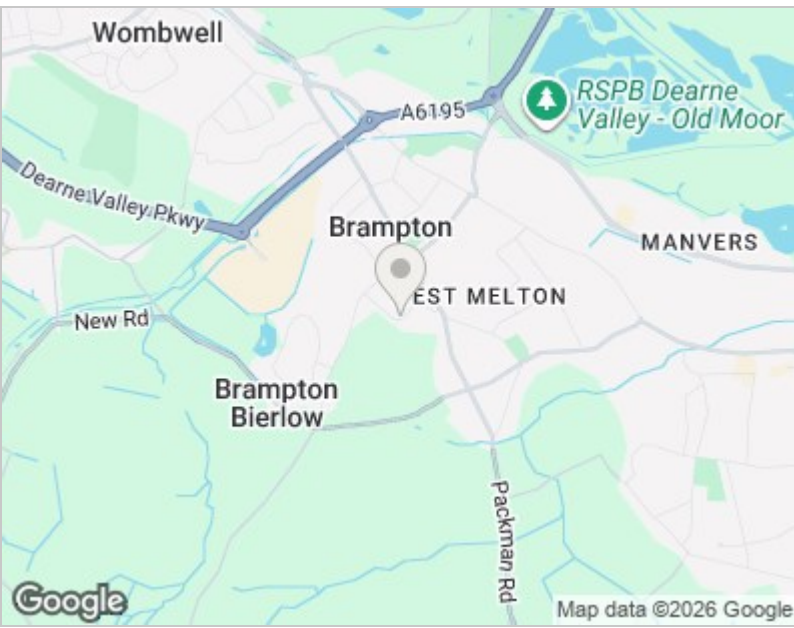 Wombwell
A6195
RSPB Dearne
Valley - Old Moor
Dearne Valley Pkwy
Brampton
MANVERS
EST MELTON
New Rd
Brampton
Bierlow
Packman Rd
Google
Map data ©2026 Google